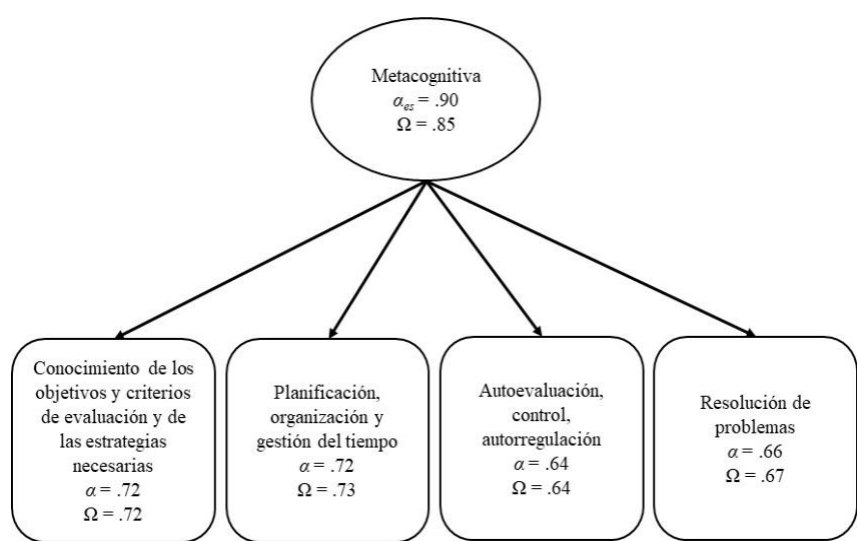 Metacognitiva
αes = .90
Ω = .85
Conocimiento de los
objetivos y criterios
de evaluación y de
las estrategias
necesarias
α = .72
Ω = .72
Planificación,
organización y
gestión del tiempo
α = .72
Ω = .73
Autoevaluación,
control,
autorregulación
α = .64
Ω = .64
Resolución de
problemas
α = .66
Ω = .67